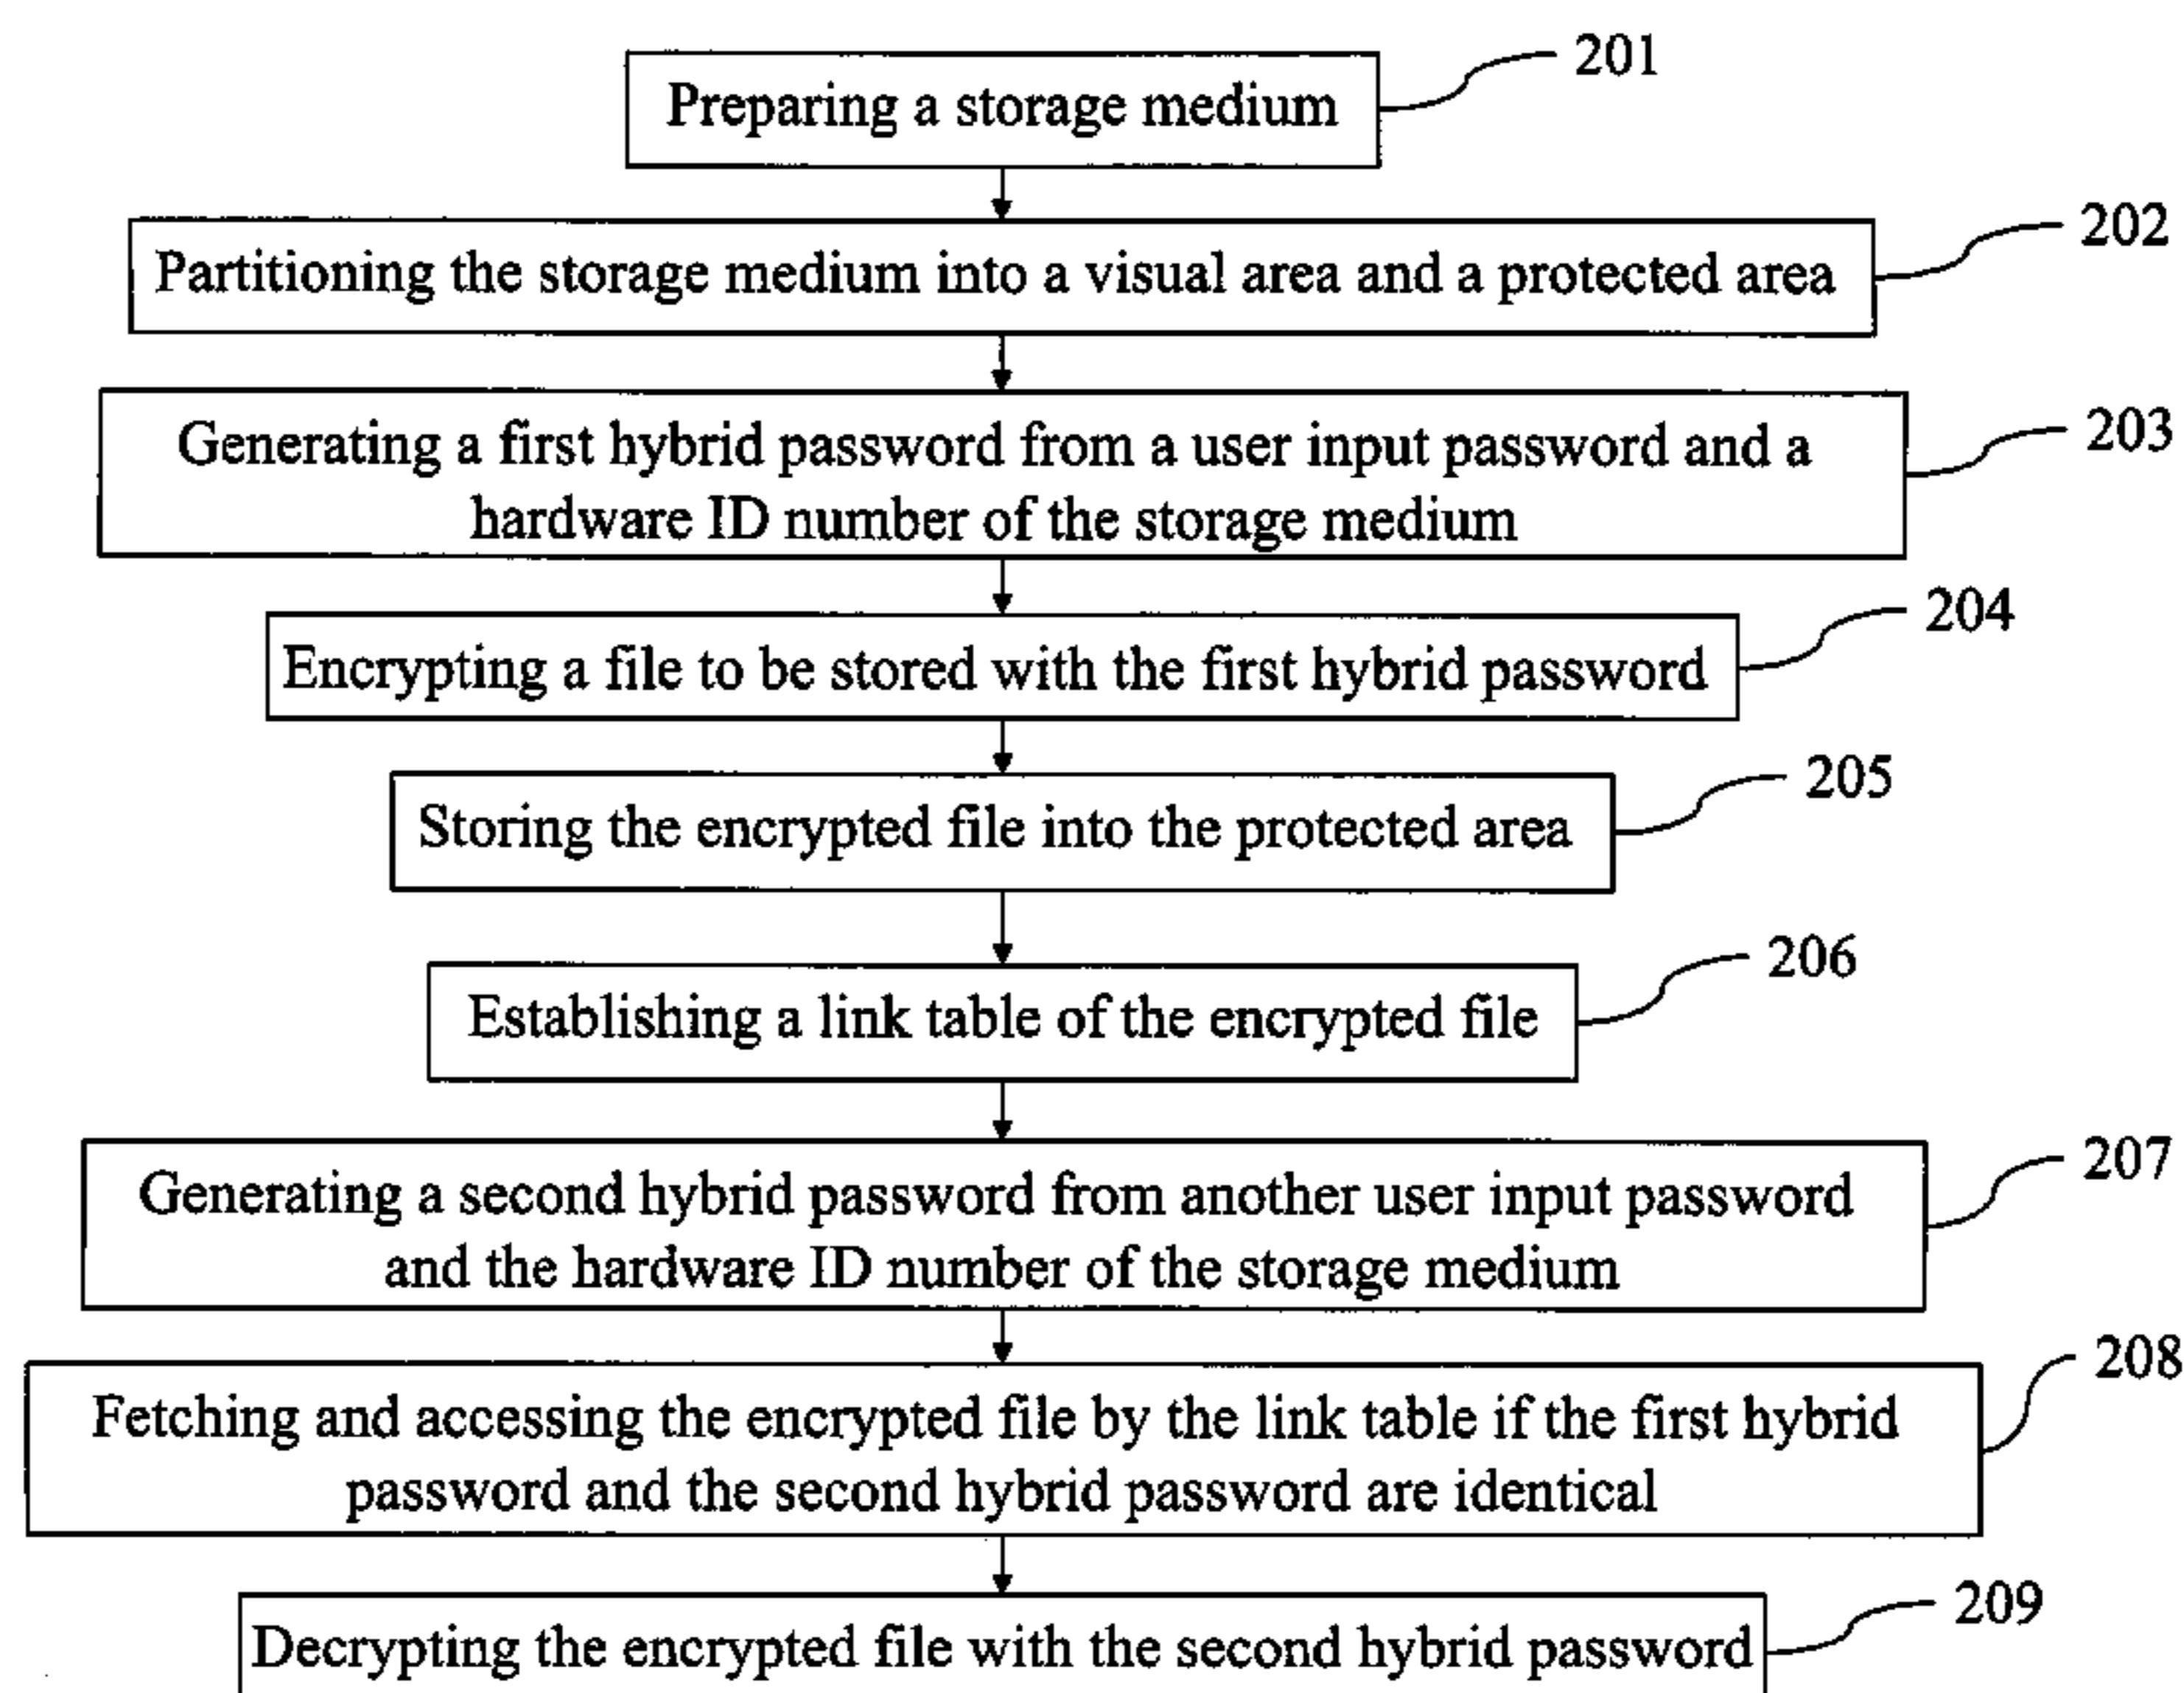 201
Preparing a storage medium
202
Partitioning the storage medium into a visual area and a protected area
203
Generating a first hybrid password from a user input password and a
hardware ID number of the storage medium
204
Encrypting a file to be stored with the first hybrid password
205
Storing the encrypted file into the protected area
206
Establishing a link table of the encrypted file
207
Generating a second hybrid password from another user input password
and the hardware ID number of the storage medium
208
Fetching and accessing the encrypted file by the link table if the first hybrid
password and the second hybrid password are identical
209
Decrypting the encrypted file with the second hybrid password